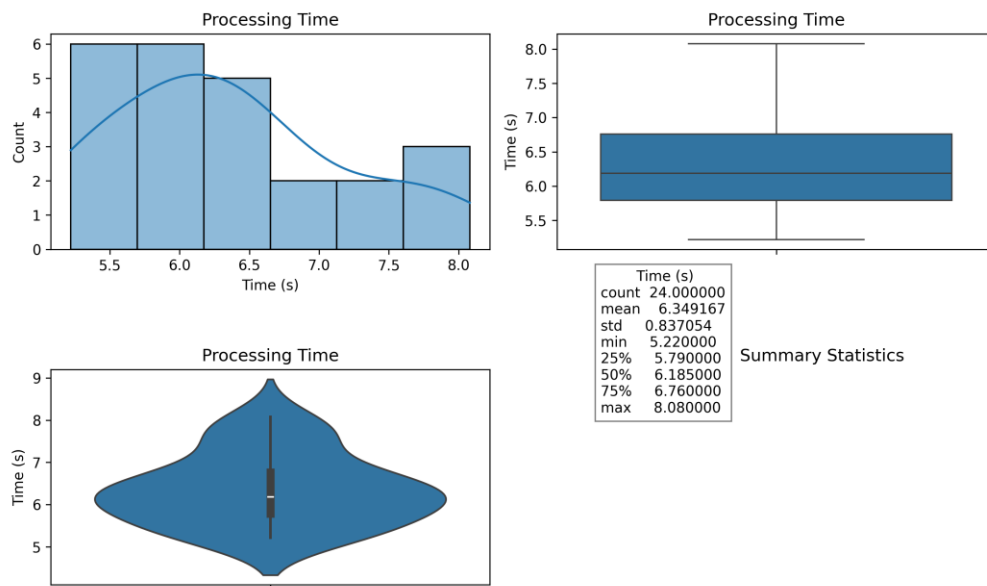 Processing Time
Count
6
5
4
3
2
1
0
5.5 6.0 6.5 7.0 7.5 8.0
Time (s)
Processing Time
Time (s)
8.0
7.5
7.0
6.5
6.0
5.5
Time (s)
count 24.000000
mean 6.349167
std 0.837054
min 5.220000
25% 5.790000
50% 6.185000
75% 6.760000
max 8.080000
Summary Statistics
Processing Time
Time (s)
9
8
7
6
5